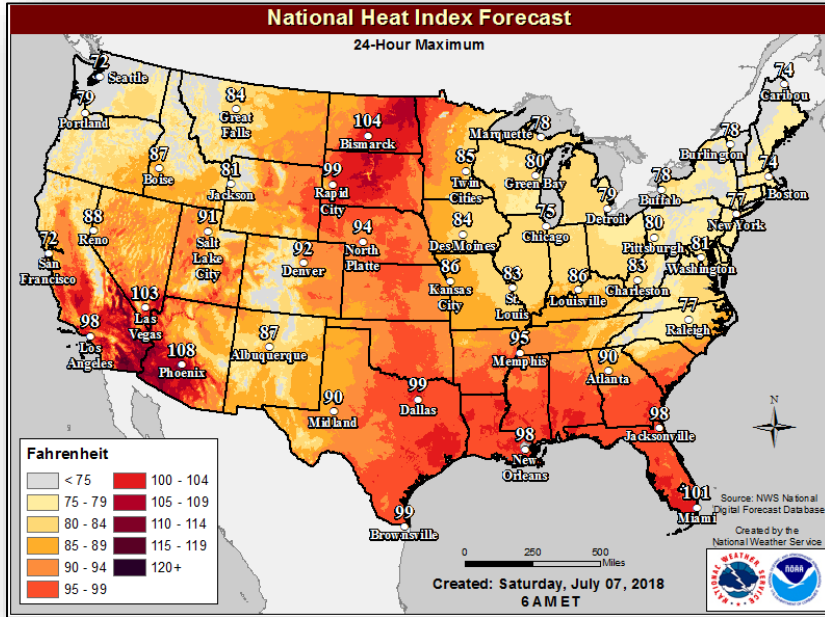 National Heat Index Forecast
24-Hour Maximum
72
Seattle
79
Portland
84
Great
Falls
87
Boise
81
Jackson
104
Bismarck
99
Rapid
City
78
Marquette
85
Twin
Cities
80
Green Bay
79
Detroit
74
Caribou
78
Burlington
74
Boston
78
Buffalo
77
New York
88
Reno
72
San
Francisco
91
Salt
Lake
City
92
Denver
94
North
Platte
84
Des Moines
75
Chicago
80
Pittsburgh
81
Washington
86
Kansas
City
83
St.
Louis
86
Louisville
83
Charleston
77
Raleigh
103
Las
Vegas
98
Los
Angeles
108
Phoenix
87
Albuquerque
95
Memphis
90
Atlanta
90
Midland
99
Dallas
98
New
Orleans
98
Jacksonville
101
Miami
99
Brownsville
N
Fahrenheit
< 75
75 - 79
80 - 84
85 - 89
90 - 94
95 - 99
100 - 104
105 - 109
110 - 114
115 - 119
120+
0 250 500
Miles
Created: Saturday, July 07, 2018
6 AM ET
Source: NWS National
Digital Forecast Database
Created by the
National Weather Service
NATIONAL WEATHER SERVICE
NOAA